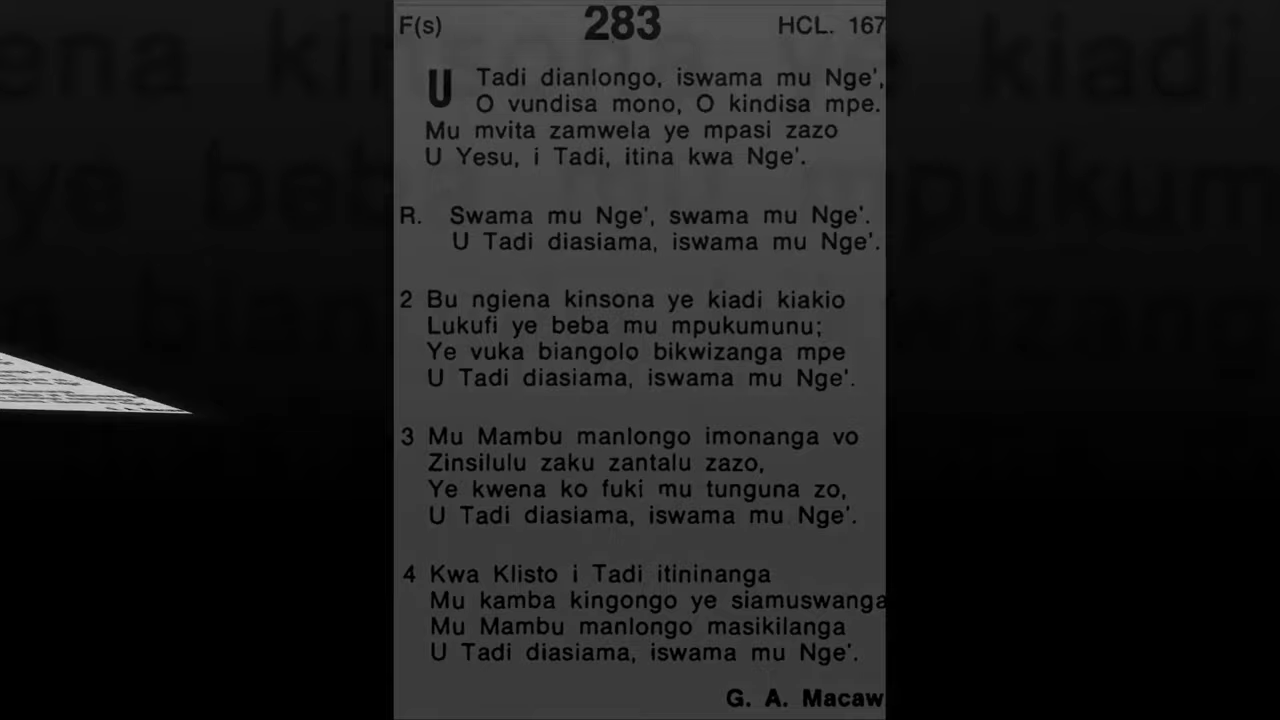 F(s) 283 HCL. 167
U Tadi dianlongo, iswama mu Nge',
O vundisa mono, O kindisa mpe.
Mu mvita zamwela ye mpasi zazo
U Yesu, i Tadi, itina kwa Nge'.
R. Swama mu Nge', swama mu Nge'.
U Tadi diasiama, iswama mu Nge'.
2 Bu ngiena kinsona ye kiadi kiakio
Lukufi ye beba mu mpukumunu;
Ye vuka biangolo bikwizanga mpe
U Tadi diasiama, iswama mu Nge'.
3 Mu Mambu manlongo imonanga vo
Zinsilulu zaku zantalu zazo,
Ye kwena ko fuki mu tunguna zo,
U Tadi diasiama, iswama mu Nge'.
4 Kwa Klisto i Tadi itininanga
Mu kamba kingongo ye siamuswanga
Mu Mambu manlongo masikilanga
U Tadi diasiama, iswama mu Nge'.
G. A. Macaw